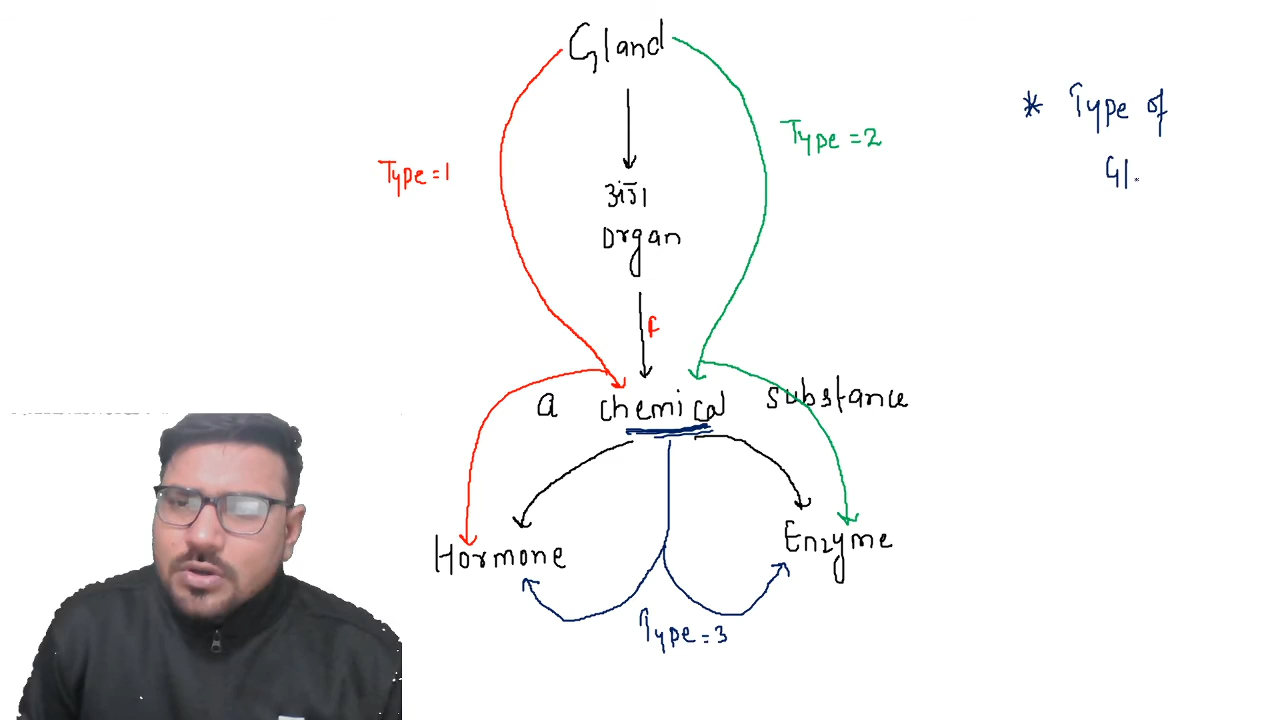 Gland
Type=1
Type=2
* Type of
Gl
अंग
Organ
A chemical substance
Hormone
Enzyme
Type=3